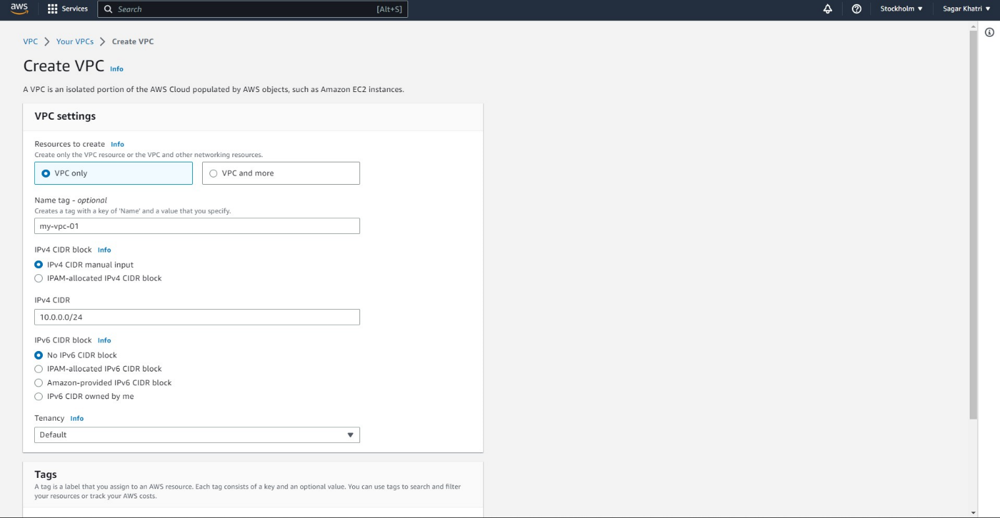 aws Services Search [Alt+S] Stockholm Sagar Khatri
VPC Your VPCs Create VPC
Create VPC Info
A VPC is an isolated portion of the AWS Cloud populated by AWS objects, such as Amazon EC2 instances.
VPC settings
Resources to create Info
Create only the VPC resource or the VPC and other networking resources.
VPC only VPC and more
Name tag - optional
Creates a tag with a key of 'Name' and a value that you specify.
my-vpc-01
IPv4 CIDR block Info
IPv4 CIDR manual input
IPAM-allocated IPv4 CIDR block
IPv4 CIDR
10.0.0.0/24
IPv6 CIDR block Info
No IPv6 CIDR block
IPAM-allocated IPv6 CIDR block
Amazon-provided IPv6 CIDR block
IPv6 CIDR owned by me
Tenancy Info
Default
Tags
A tag is a label that you assign to an AWS resource. Each tag consists of a key and an optional value. You can use tags to search and filter
your resources or track your AWS costs.